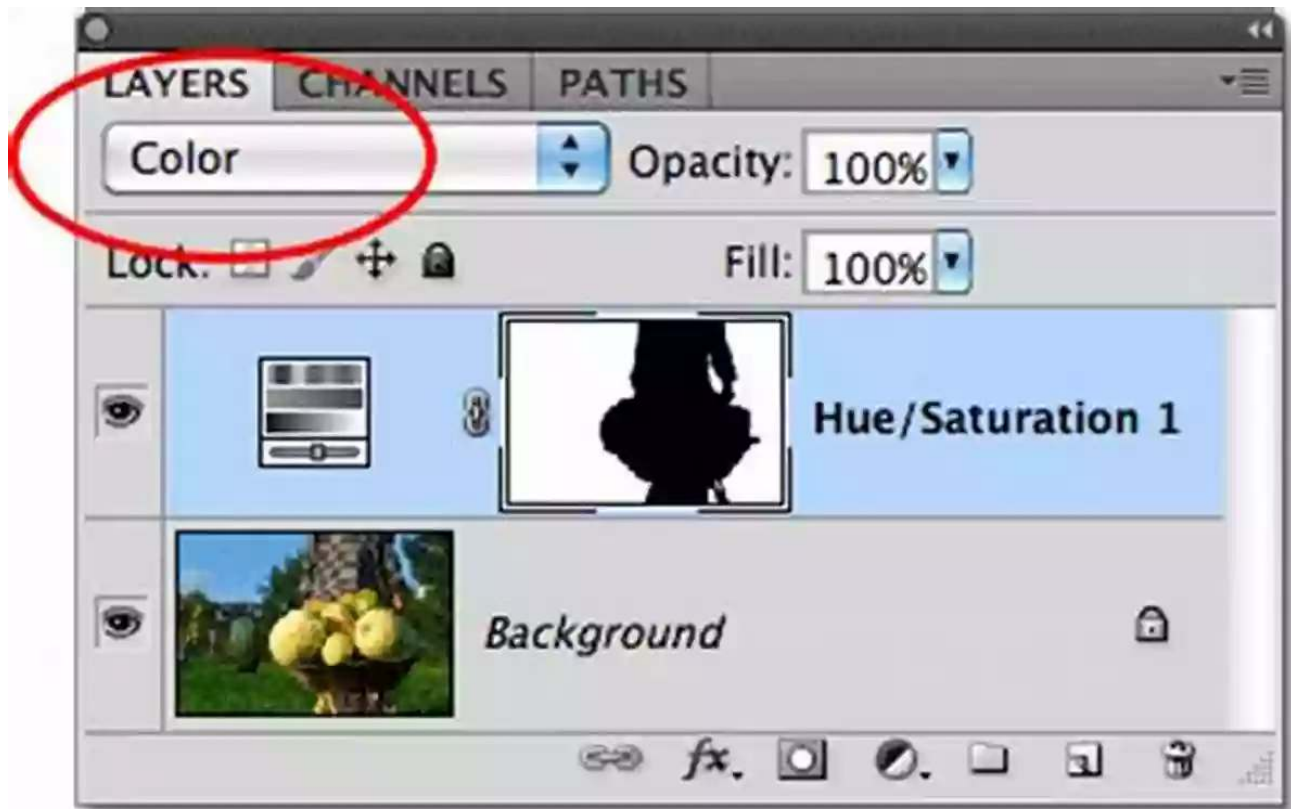 LAYERS CHANNELS PATHS
Color Opacity: 100%
Lock: Fill: 100%
Hue/Saturation 1
Background
fx.